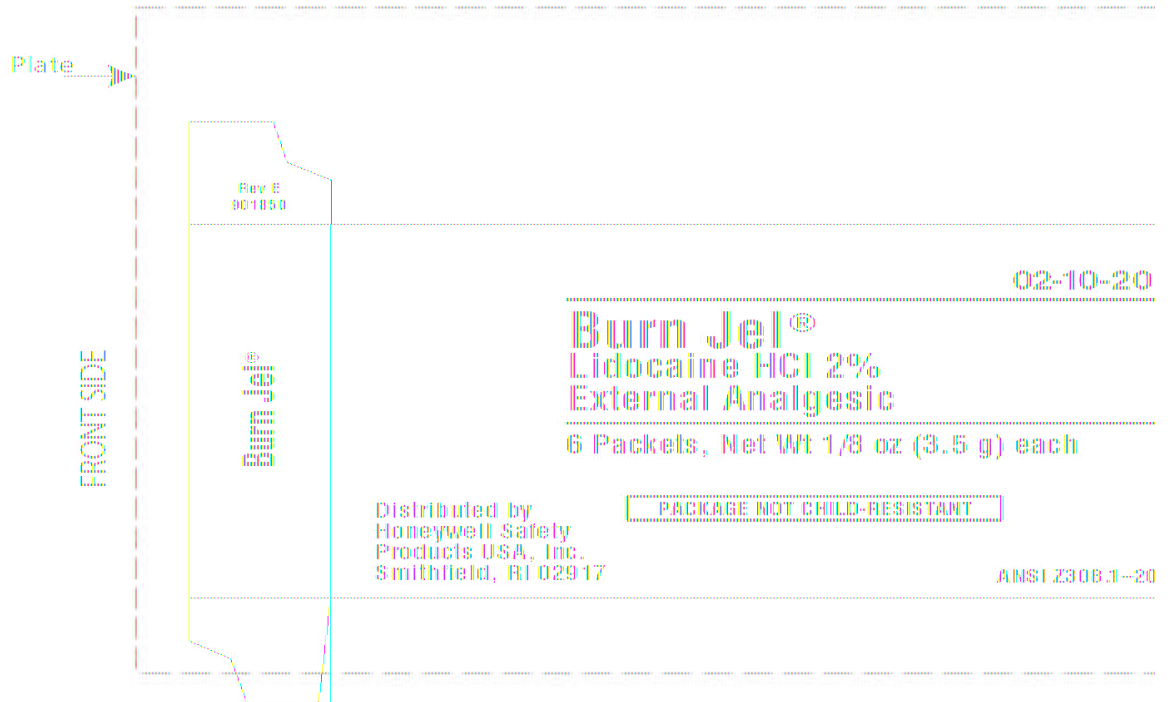 Plate
Rev E
901850
02-10-20
Burn Jel®
Lidocaine HCl 2%
External Analgesic
FRONT SIDE
Burn Jel®
6 Packets, Net Wt 1/8 oz (3.5 g) each
PACKAGE NOT CHILD-RESISTANT
Distributed by
Honeywell Safety
Products USA, Inc.
Smithfield, RI 02917
ANSI Z308.1-20